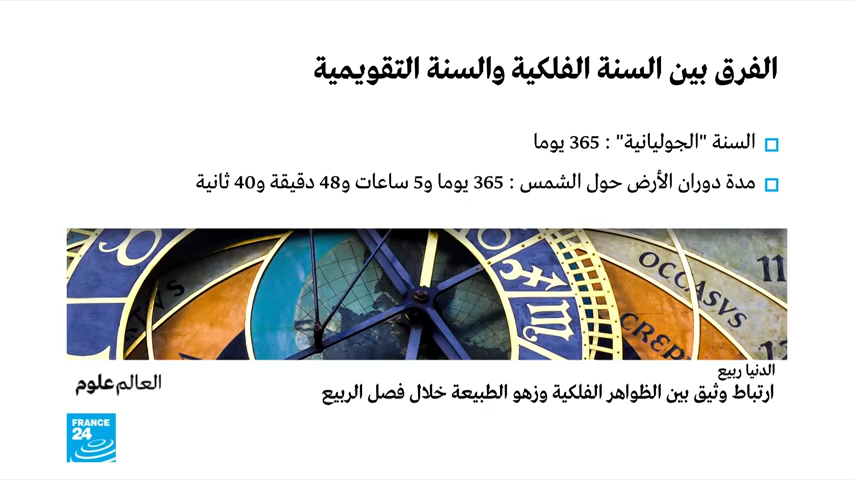 الفرق بين السنة الفلكية والسنة التقويمية
السنة "الجوليانية" : 365 يوما
مدة دوران الأرض حول الشمس : 365 يوما و5 ساعات و48 دقيقة و40 ثانية
OCCASVS
11
CREP
الدنيا ربيع
ارتباط وثيق بين الظواهر الفلكية وزهو الطبيعة خلال فصل الربيع
العالم علوم
FRANCE
24